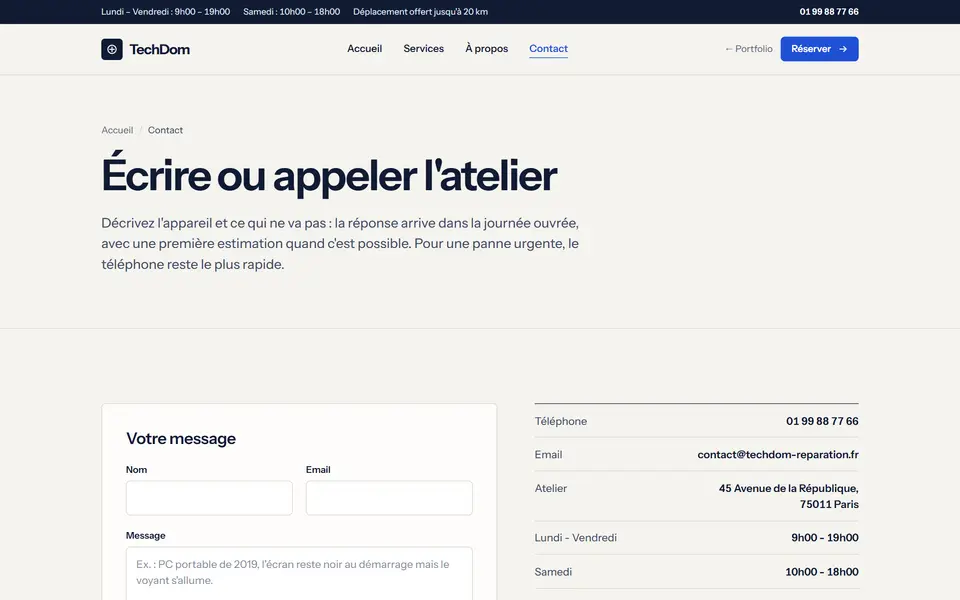 Lundi – Vendredi : 9h00 – 19h00 Samedi : 10h00 – 18h00 Déplacement offert jusqu'à 20 km 01 99 88 77 66
TechDom Accueil Services À propos Contact ← Portfolio Réserver →
Accueil / Contact
Écrire ou appeler l'atelier
Décrivez l'appareil et ce qui ne va pas : la réponse arrive dans la journée ouvrée,
avec une première estimation quand c'est possible. Pour une panne urgente, le
téléphone reste le plus rapide.
Votre message
Nom Email
Message
Ex. : PC portable de 2019, l'écran reste noir au démarrage mais le
voyant s'allume.
Téléphone 01 99 88 77 66
Email contact@techdom-reparation.fr
Atelier 45 Avenue de la République,
75011 Paris
Lundi - Vendredi 9h00 - 19h00
Samedi 10h00 - 18h00